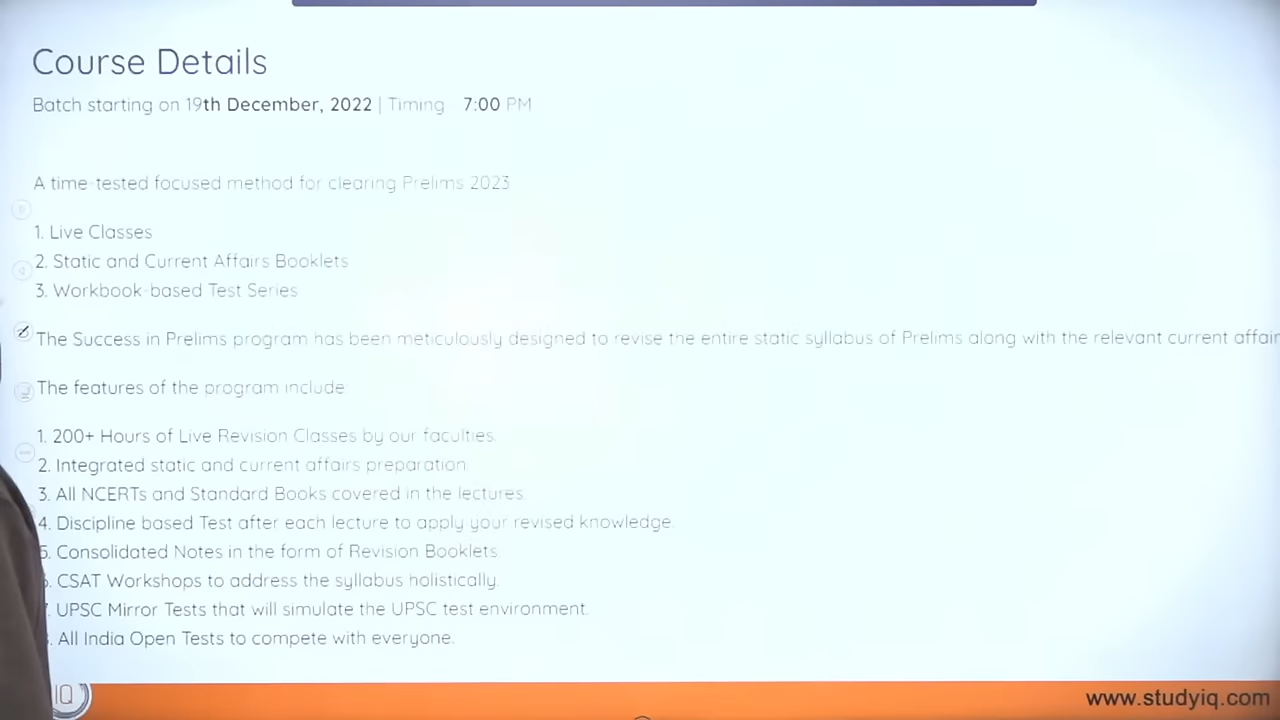 Course Details
Batch starting on 19th December, 2022 | Timing 7:00 PM
A time-tested focused method for clearing Prelims 2023
1. Live Classes
2. Static and Current Affairs Booklets
3. Workbook-based Test Series
The Success in Prelims program has been meticulously designed to revise the entire static syllabus of Prelims along with the relevant current affair
The features of the program include
1. 200+ Hours of Live Revision Classes by our faculties.
2. Integrated static and current affairs preparation
3. All NCERTs and Standard Books covered in the lectures.
4. Discipline based Test after each lecture to apply your revised knowledge.
5. Consolidated Notes in the form of Revision Booklets.
. CSAT Workshops to address the syllabus holistically.
. UPSC Mirror Tests that will simulate the UPSC test environment.
. All India Open Tests to compete with everyone.
IQ
www.studyiq.com